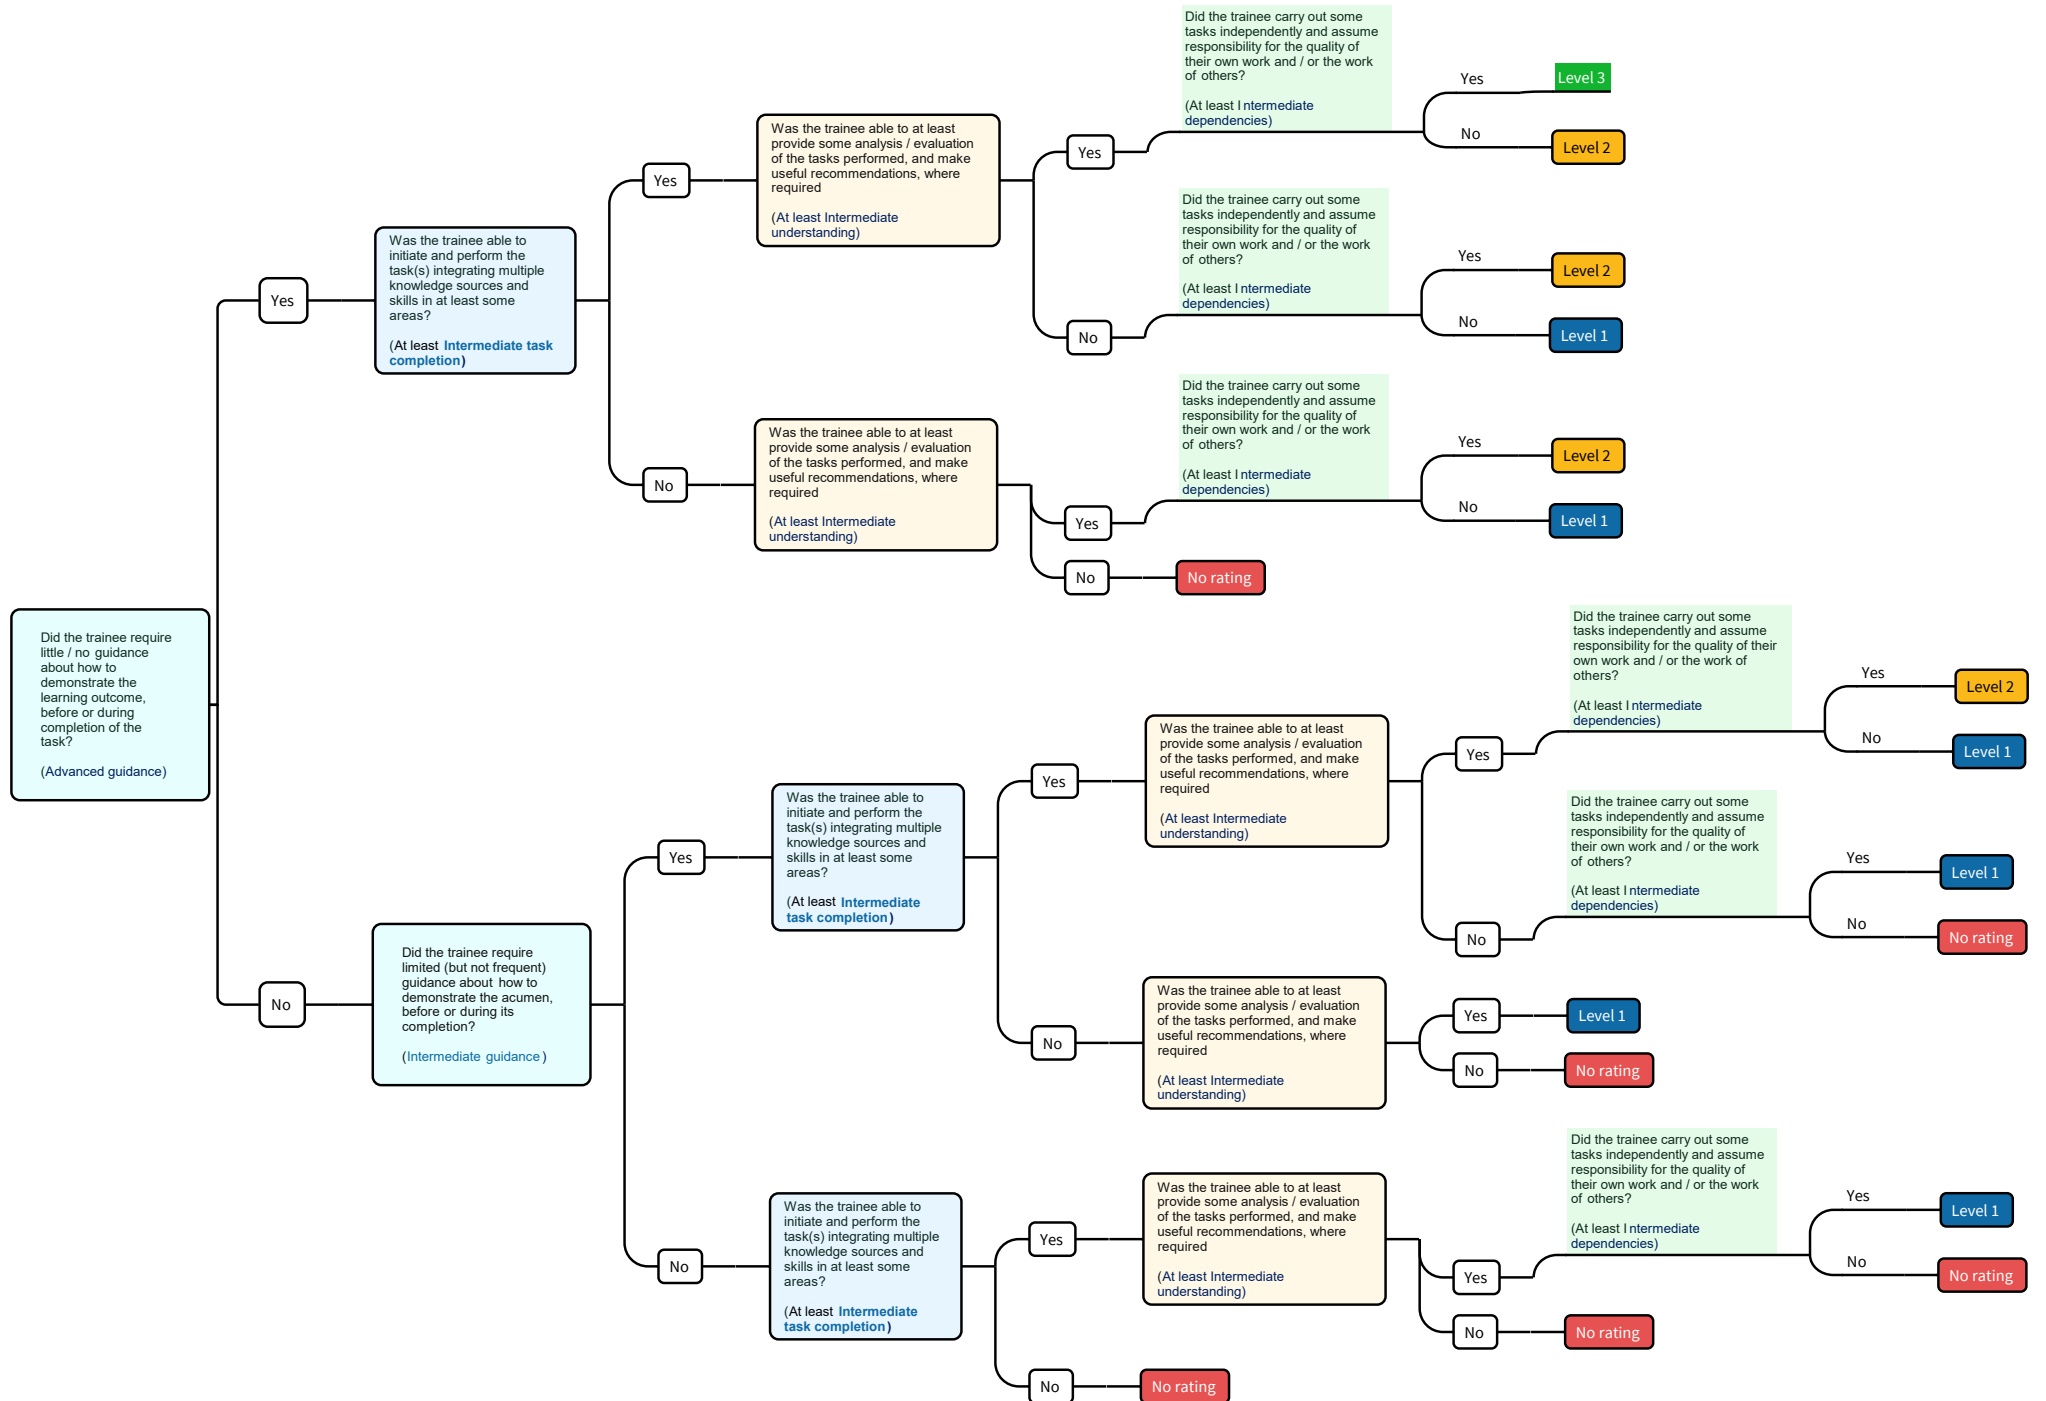 Did the trainee require
little / no guidance
about how to
demonstrate the
learning outcome,
before or during
completion of the
task?
(Advanced guidance)
Yes
Was the trainee able to
initiate and perform the
task(s) integrating multiple
knowledge sources and
skills in at least some
areas?
(At least Intermediate task
completion)
Yes
Was the trainee able to at least
provide some analysis / evaluation
of the tasks performed, and make
useful recommendations, where
required
(At least Intermediate
understanding)
Yes
Did the trainee carry out some
tasks independently and assume
responsibility for the quality of
their own work and / or the work
of others?
(At least Intermediate
dependencies)
Yes
Level 3
No
Level 2
No
Did the trainee carry out some
tasks independently and assume
responsibility for the quality of
their own work and / or the work
of others?
(At least Intermediate
dependencies)
Yes
Level 2
No
Level 1
No
Was the trainee able to at least
provide some analysis / evaluation
of the tasks performed, and make
useful recommendations, where
required
(At least Intermediate
understanding)
Yes
Did the trainee carry out some
tasks independently and assume
responsibility for the quality of
their own work and / or the work
of others?
(At least Intermediate
dependencies)
Yes
Level 2
No
Level 1
No
No rating
No
Did the trainee require
limited (but not frequent)
guidance about how to
demonstrate the acumen,
before or during its
completion?
(Intermediate guidance)
Yes
Was the trainee able to
initiate and perform the
task(s) integrating multiple
knowledge sources and
skills in at least some
areas?
(At least Intermediate
task completion)
Yes
Was the trainee able to at least
provide some analysis / evaluation
of the tasks performed, and make
useful recommendations, where
required
(At least Intermediate
understanding)
Yes
Did the trainee carry out some
tasks independently and assume
responsibility for the quality of their
own work and / or the work of
others?
(At least Intermediate
dependencies)
Yes
Level 2
No
Level 1
No
Did the trainee carry out some
tasks independently and assume
responsibility for the quality of
their own work and / or the work
of others?
(At least Intermediate
dependencies)
Yes
Level 1
No
No rating
No
Was the trainee able to at least
provide some analysis / evaluation
of the tasks performed, and make
useful recommendations, where
required
(At least Intermediate
understanding)
Yes
Level 1
No
No rating
No
Was the trainee able to
initiate and perform the
task(s) integrating multiple
knowledge sources and
skills in at least some
areas?
(At least Intermediate
task completion)
Yes
Was the trainee able to at least
provide some analysis / evaluation
of the tasks performed, and make
useful recommendations, where
required
(At least Intermediate
understanding)
Yes
Did the trainee carry out some
tasks independently and assume
responsibility for the quality of
their own work and / or the work
of others?
(At least Intermediate
dependencies)
Yes
Level 1
No
No rating
No
No rating
No
No rating